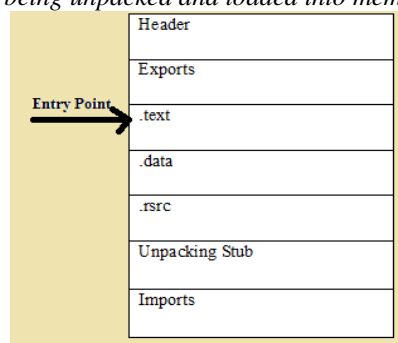 being unpacked and loaded into mem
Header
Exports
Entry Point
.text
.data
.rsrc
Unpacking Stub
Imports